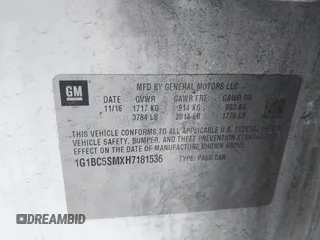 GM
MFD BY GENERAL MOTORS LLC
DATE GVWR GAWR FRT GAWR RR
11/16 1717 KG 914 KG 803 KG
3784 LB 2014 LB 1770 LB
THIS VEHICLE CONFORMS TO ALL APPLICABLE U.S. FEDERAL MOTOR
VEHICLE SAFETY, BUMPER, AND THEFT PREVENTION STANDARDS IN
EFFECT ON THE DATE OF MANUFACTURE SHOWN ABOVE.
1G1BC5SMXH7181536 TYPE: PASS CAR
DREAMBID